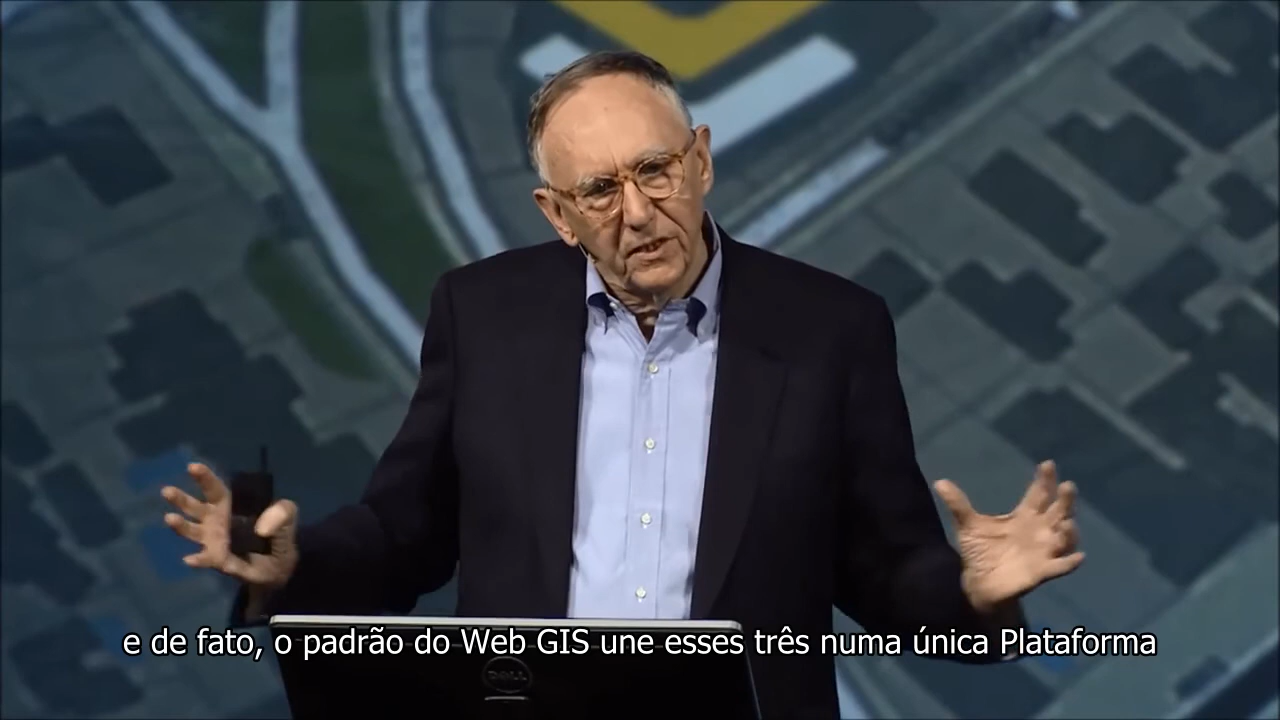 e de fato, o padrão do Web GIS une esses três numa única Plataforma
DELL